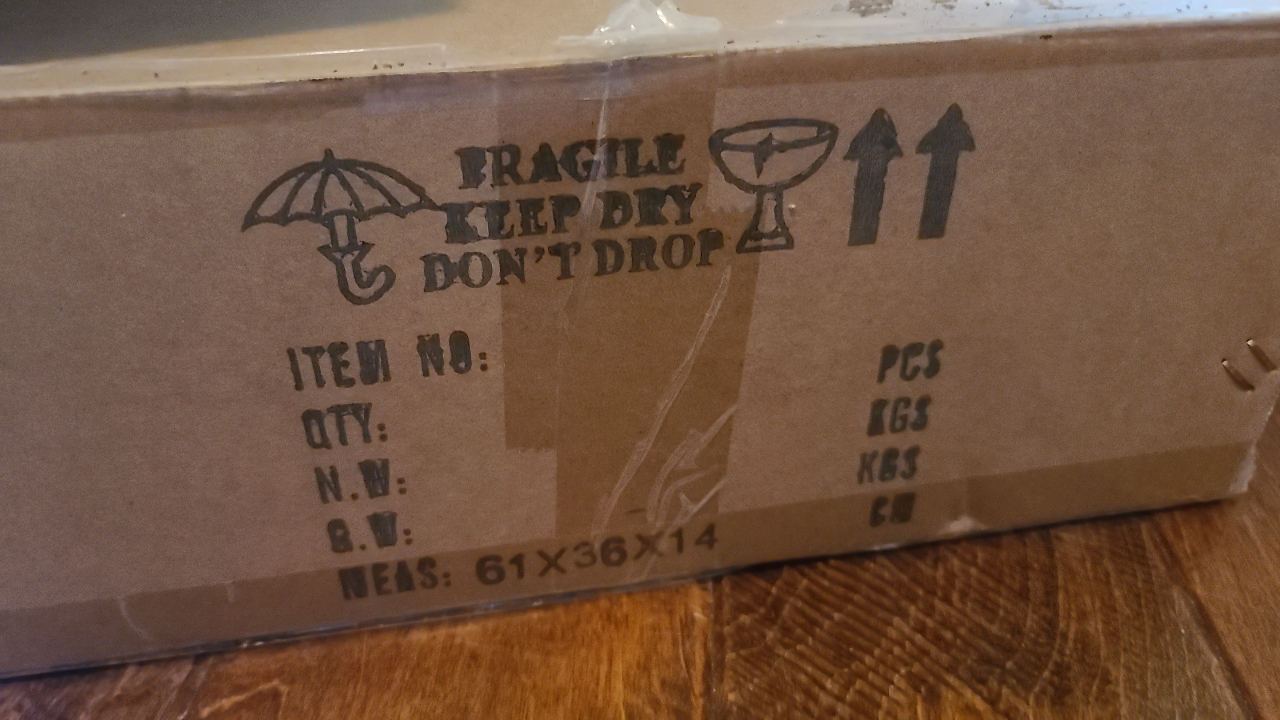 FRAGILE
KEEP DRY
DON'T DROP
ITEM NO: PCS
QTY: KGS
N.W: KGS
G.W: CM
MEAS: 61X36X14